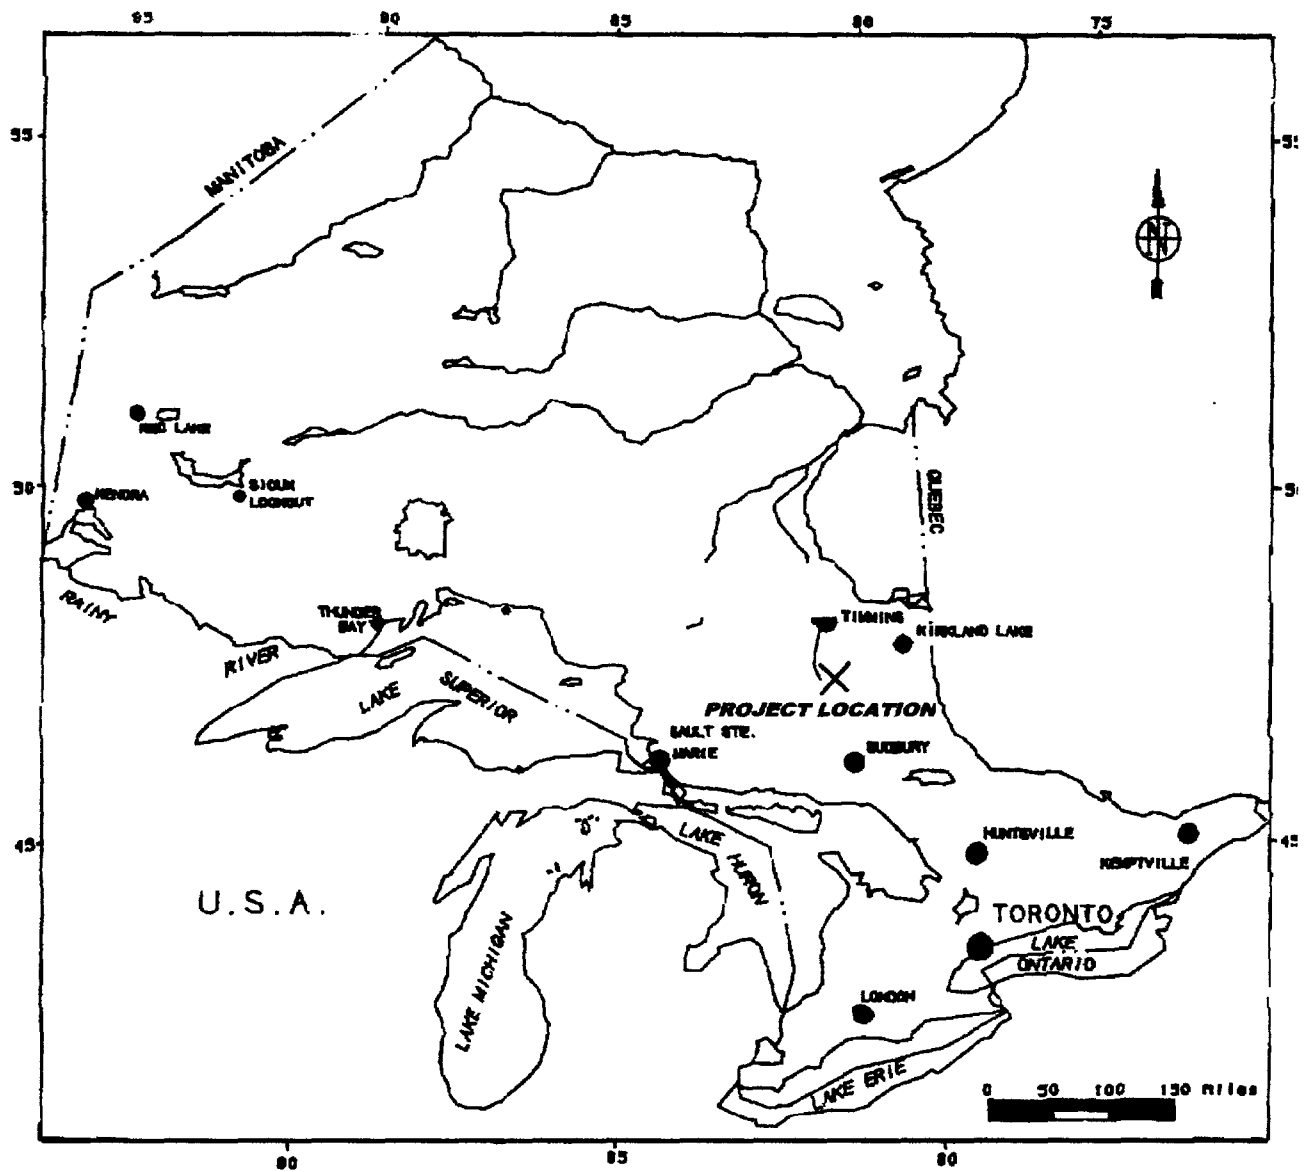 95 90 85 80 75
55
MANITOBA
RED LAKE
SIOUX
LOOKOUT
50
KENORA
QUEBEC
RAINY
RIVER
THUNDER
BAY
TIMMINS
KIRKLAND LAKE
LAKE
SUPERIOR
PROJECT LOCATION
SAULT STE.
MARIE
SUDBURY
LAKE
HURON
HUNTSVILLE
45
45
KEMPTVILLE
U.S.A.
TORONTO
LAKE
ONTARIO
LAKE MICHIGAN
LONDON
LAKE ERIE
0 50 100 150 miles
90 85 80